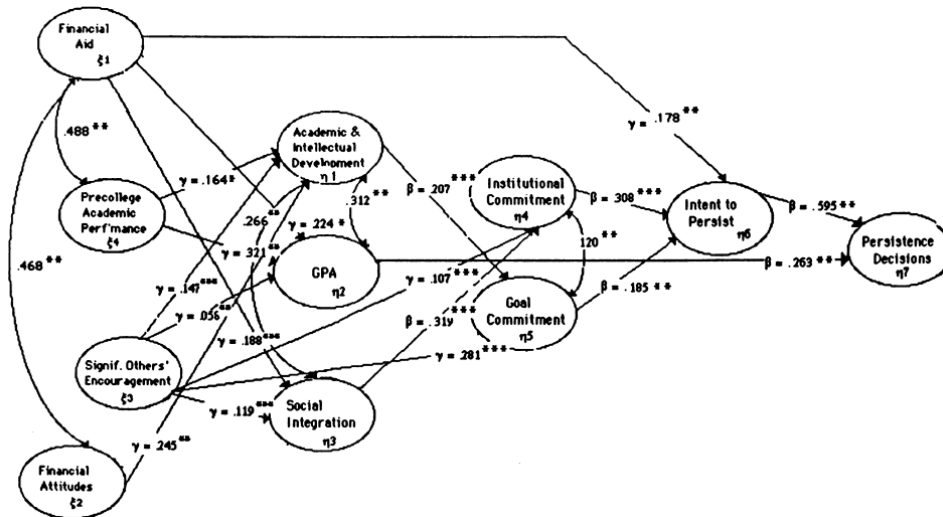 Financial
Aid
ξ1
γ = .178 **
.488 **
Academic &
Intellectual
Development
η 1
γ = .164 *
β = .207 ***
Institutional
Commitment
η4
β = .308 ***
Intent to
Persist
η6
β = .595 **
Precollege
Academic
Perf'mance
ξ4
.266 **
.312 **
γ = .224 *
γ = .321 **
.120 **
Persistence
Decisions
η7
.468 **
GPA
η2
γ = .107 ***
β = .263 **
γ = .147 ***
γ = .056 **
β = .185 **
Goal
Commitment
η5
β = .319 ***
γ = .188 ***
γ = .281 ***
Signif. Others'
Encouragement
ξ3
γ = .119 ***
Social
Integration
η3
γ = .245 **
Financial
Attitudes
ξ2